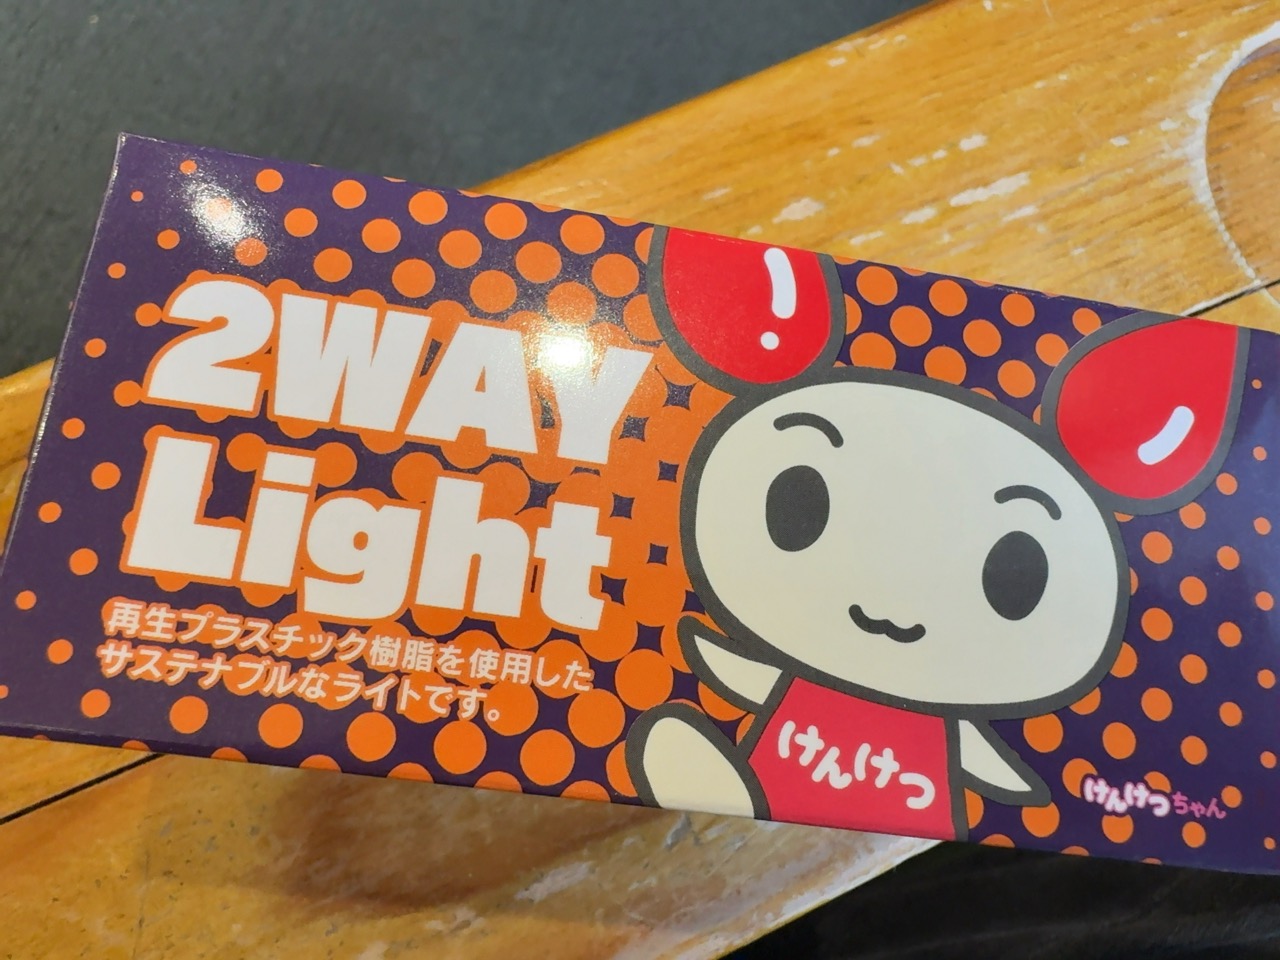 2WAY
Light
再生プラスチック樹脂を使用した
サステナブルなライトです。
けんけつ
けんけつちゃん